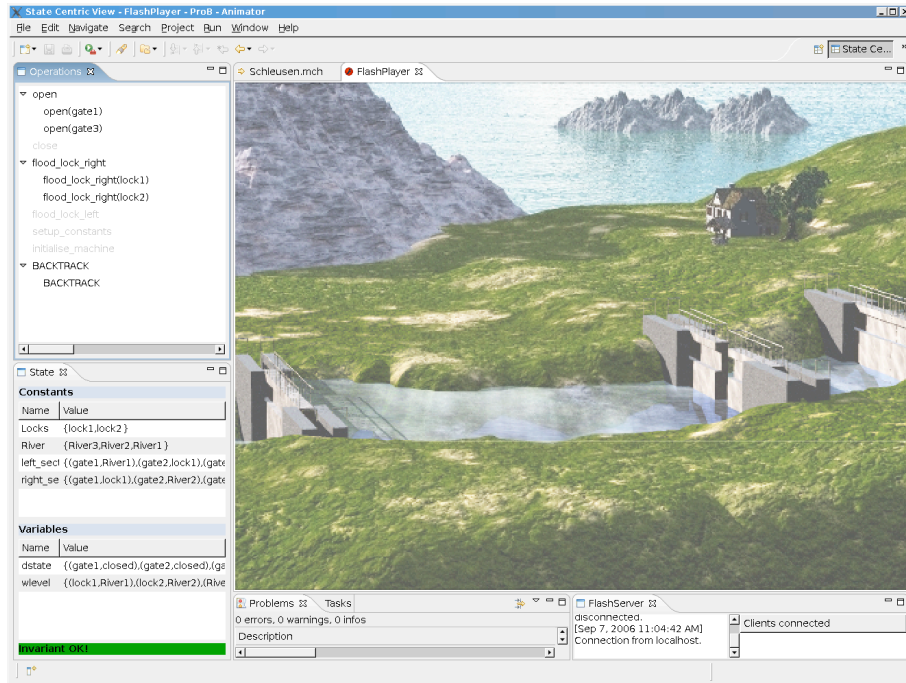 State Centric View - FlashPlayer - ProB - Animator
File Edit Navigate Search Project Run Window Help
State Ce...
Operations
Schleusen.mch
FlashPlayer
open
open(gate1)
open(gate3)
close
flood_lock_right
flood_lock_right(lock1)
flood_lock_right(lock2)
flood_lock_left
setup_constants
initialise_machine
BACKTRACK
BACKTRACK
State
Constants
Name Value
Locks {lock1,lock2}
River {River3,River2,River1}
left_sect {(gate1,River1),(gate2,lock1),(gate
right_se {(gate1,lock1),(gate2,River2),(gate
Variables
Name Value
dstate {(gate1,closed),(gate2,closed),(ga
wlevel {(lock1,River1),(lock2,River2),(Rive
Invariant OK!
Problems Tasks
0 errors, 0 warnings, 0 infos
Description
FlashServer
disconnected.
[Sep 7, 2006 11:04:42 AM]
Connection from localhost.
Clients connected